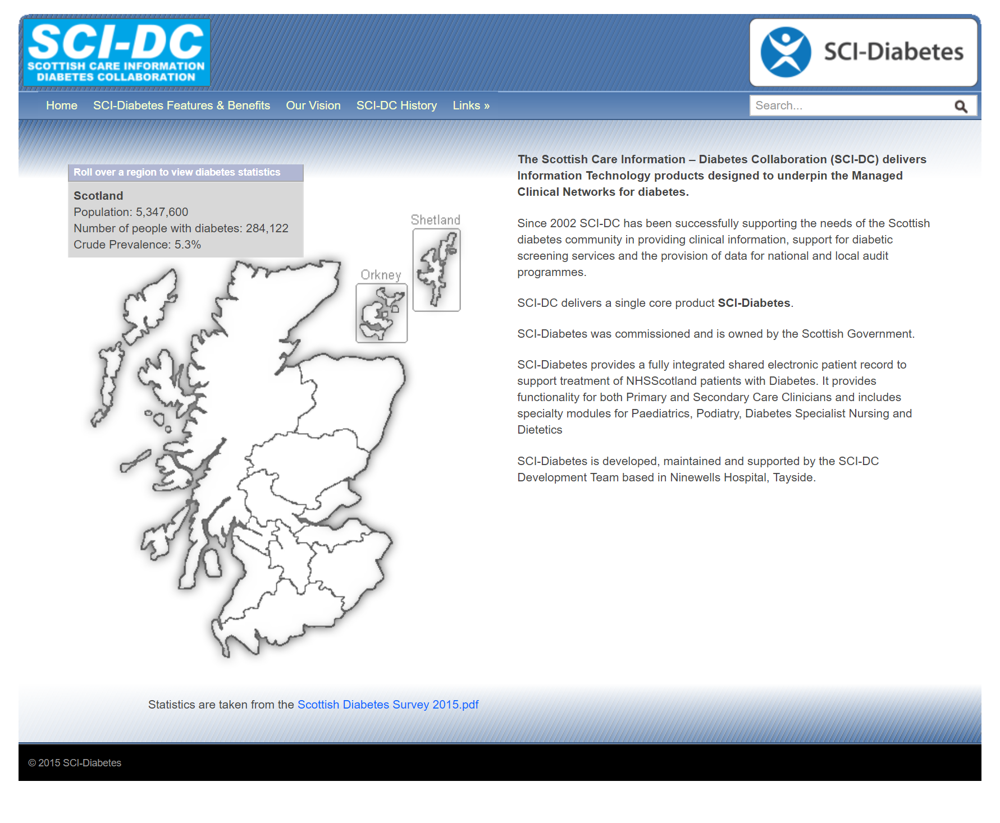 SCI-DC
SCOTTISH CARE INFORMATION
DIABETES COLLABORATION
SCI-Diabetes
Home SCI-Diabetes Features & Benefits Our Vision SCI-DC History Links »
Search...
Roll over a region to view diabetes statistics
Scotland
Population: 5,347,600
Number of people with diabetes: 284,122
Crude Prevalence: 5.3%
Shetland
Orkney
The Scottish Care Information – Diabetes Collaboration (SCI-DC) delivers
Information Technology products designed to underpin the Managed
Clinical Networks for diabetes.
Since 2002 SCI-DC has been successfully supporting the needs of the Scottish
diabetes community in providing clinical information, support for diabetic
screening services and the provision of data for national and local audit
programmes.
SCI-DC delivers a single core product SCI-Diabetes.
SCI-Diabetes was commissioned and is owned by the Scottish Government.
SCI-Diabetes provides a fully integrated shared electronic patient record to
support treatment of NHSScotland patients with Diabetes. It provides
functionality for both Primary and Secondary Care Clinicians and includes
specialty modules for Paediatrics, Podiatry, Diabetes Specialist Nursing and
Dietetics
SCI-Diabetes is developed, maintained and supported by the SCI-DC
Development Team based in Ninewells Hospital, Tayside.
Statistics are taken from the Scottish Diabetes Survey 2015.pdf
© 2015 SCI-Diabetes